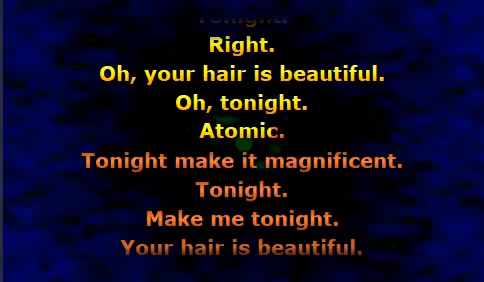 Tonight.
Right.
Oh, your hair is beautiful.
Oh, tonight.
Atomic.
Tonight make it magnificent.
Tonight.
Make me tonight.
Your hair is beautiful.